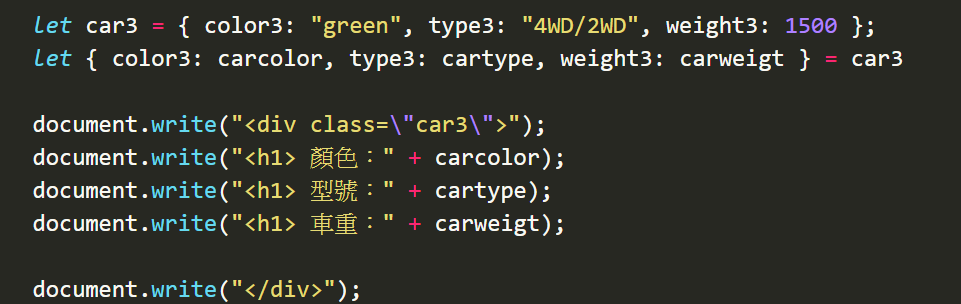 let car3 = { color3: "green", type3: "4WD/2WD", weight3: 1500 };
let { color3: carcolor, type3: cartype, weight3: carweigt } = car3
document.write("<div class=\"car3\">");
document.write("<h1> 顏色：" + carcolor);
document.write("<h1> 型號：" + cartype);
document.write("<h1> 車重：" + carweigt);
document.write("</div>");